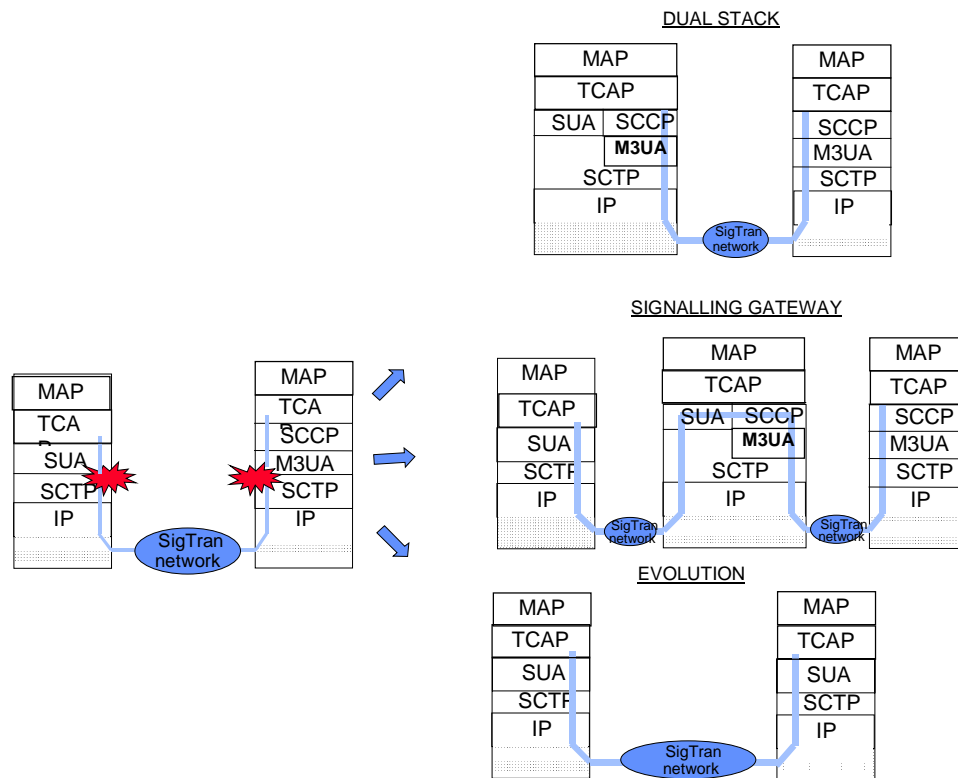 DUAL STACK
MAP
TCAP
SUA
SCCP
M3UA
SCTP
IP
MAP
TCAP
SCCP
M3UA
SCTP
IP
SigTran
network
SIGNALLING GATEWAY
MAP
TCA
SUA
SCTP
IP
MAP
TCA
SCCP
M3UA
SCTP
IP
SigTran
network
MAP
TCAP
SUA
SCTP
IP
MAP
TCAP
SUA
SCCP
M3UA
SCTP
IP
MAP
TCAP
SCCP
M3UA
SCTP
IP
SigTran
network
SigTran
network
EVOLUTION
MAP
TCAP
SUA
SCTP
IP
MAP
TCAP
SUA
SCTP
IP
SigTran
network